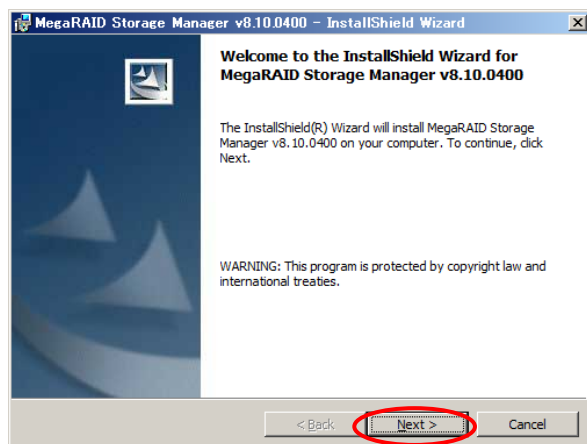 MegaRAID Storage Manager v8.10.0400 - InstallShield Wizard
Welcome to the InstallShield Wizard for
MegaRAID Storage Manager v8.10.0400
The InstallShield(R) Wizard will install MegaRAID Storage
Manager v8.10.0400 on your computer. To continue, click
Next.
WARNING: This program is protected by copyright law and
international treaties.
< Back Next > Cancel